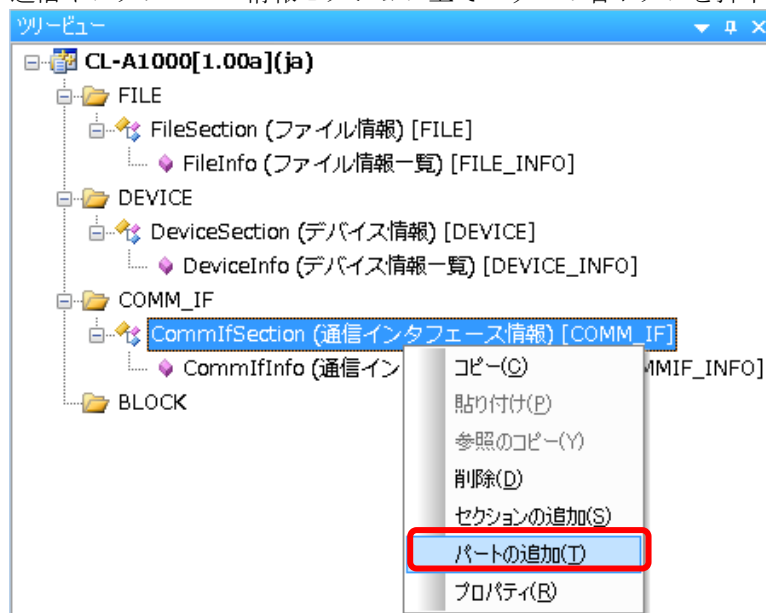 ツリービュー
CL-A1000[1.00a](ja)
FILE
FileSection (ファイル情報) [FILE]
FileInfo (ファイル情報一覧) [FILE_INFO]
DEVICE
DeviceSection (デバイス情報) [DEVICE]
DeviceInfo (デバイス情報一覧) [DEVICE_INFO]
COMM_IF
CommIfSection (通信インタフェース情報) [COMM_IF]
CommIfInfo (通信イン MMIF_INFO]
BLOCK
コピー(C)
貼り付け(P)
参照のコピー(Y)
削除(D)
セクションの追加(S)
パートの追加(T)
プロパティ(R)